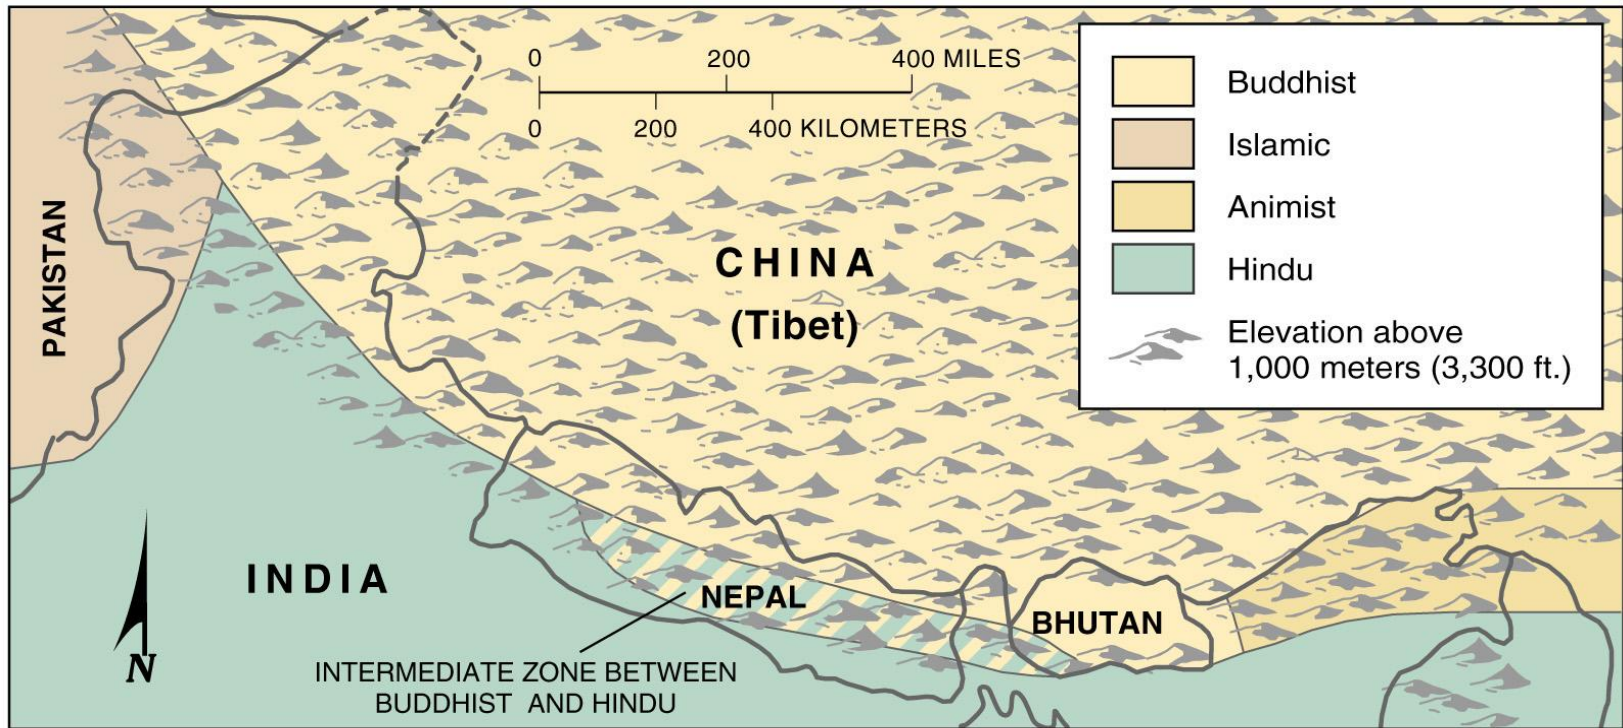 0 200 400 MILES
0 200 400 KILOMETERS
Buddhist
Islamic
Animist
Hindu
Elevation above
1,000 meters (3,300 ft.)
PAKISTAN
CHINA
(Tibet)
INDIA
NEPAL
BHUTAN
INTERMEDIATE ZONE BETWEEN
BUDDHIST AND HINDU
N